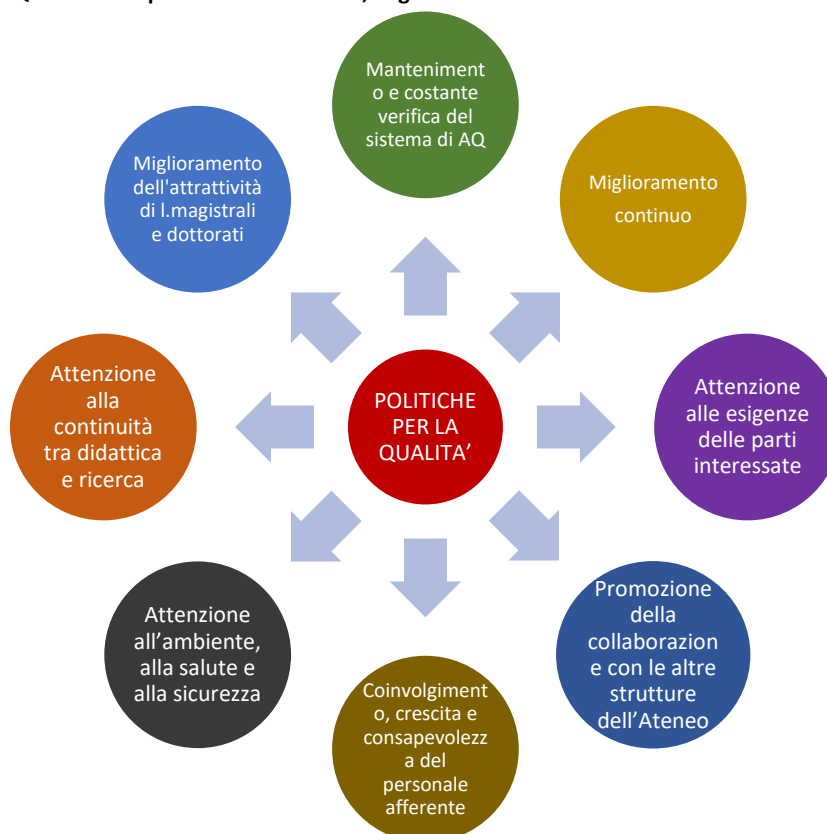 Manteniment
o e costante
verifica del
sistema di AQ
Miglioramento
continuo
Attenzione
alle esigenze
delle parti
interessate
Promozione
della
collaborazion
e con le altre
strutture
dell’Ateneo
Coinvolgiment
o, crescita e
consapevolezz
a del
personale
afferente
Attenzione
all’ambiente,
alla salute e
alla sicurezza
Attenzione
alla
continuità
tra didattica
e ricerca
Miglioramento
dell'attrattività
di l.magistrali
e dottorati
POLITICHE
PER LA
QUALITA’